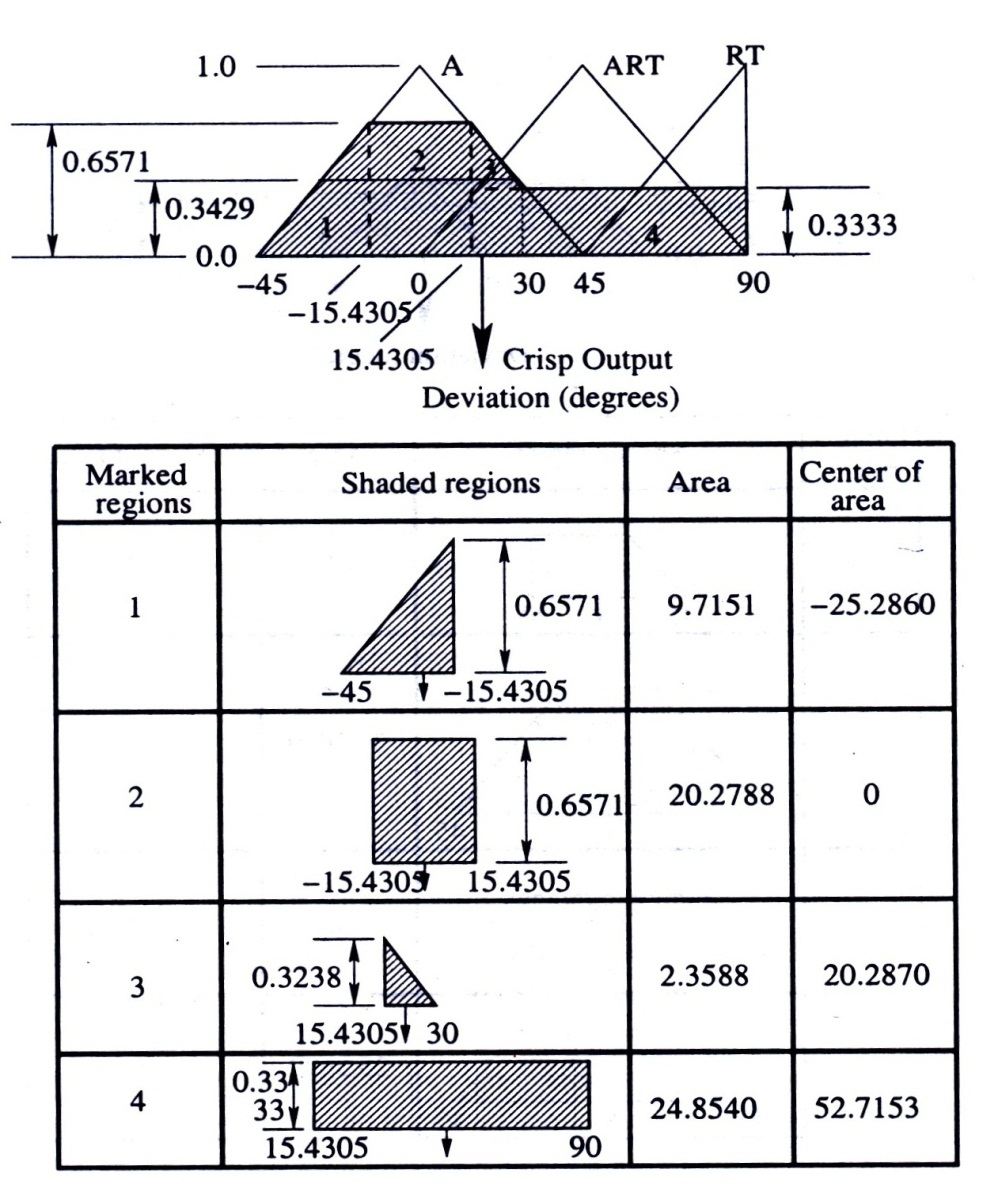 1.0 A ART RT
0.6571
0.3429
0.3333
0.0
1 2 3 4
−45 0 30 45 90
−15.4305
15.4305
Crisp Output
Deviation (degrees)
Marked regions Shaded regions Area Center of area
1 0.6571 9.7151 −25.2860
−45 −15.4305
2 0.6571 20.2788 0
−15.4305 15.4305
3 0.3238 2.3588 20.2870
15.4305 30
4 0.33 33 24.8540 52.7153
15.4305 90